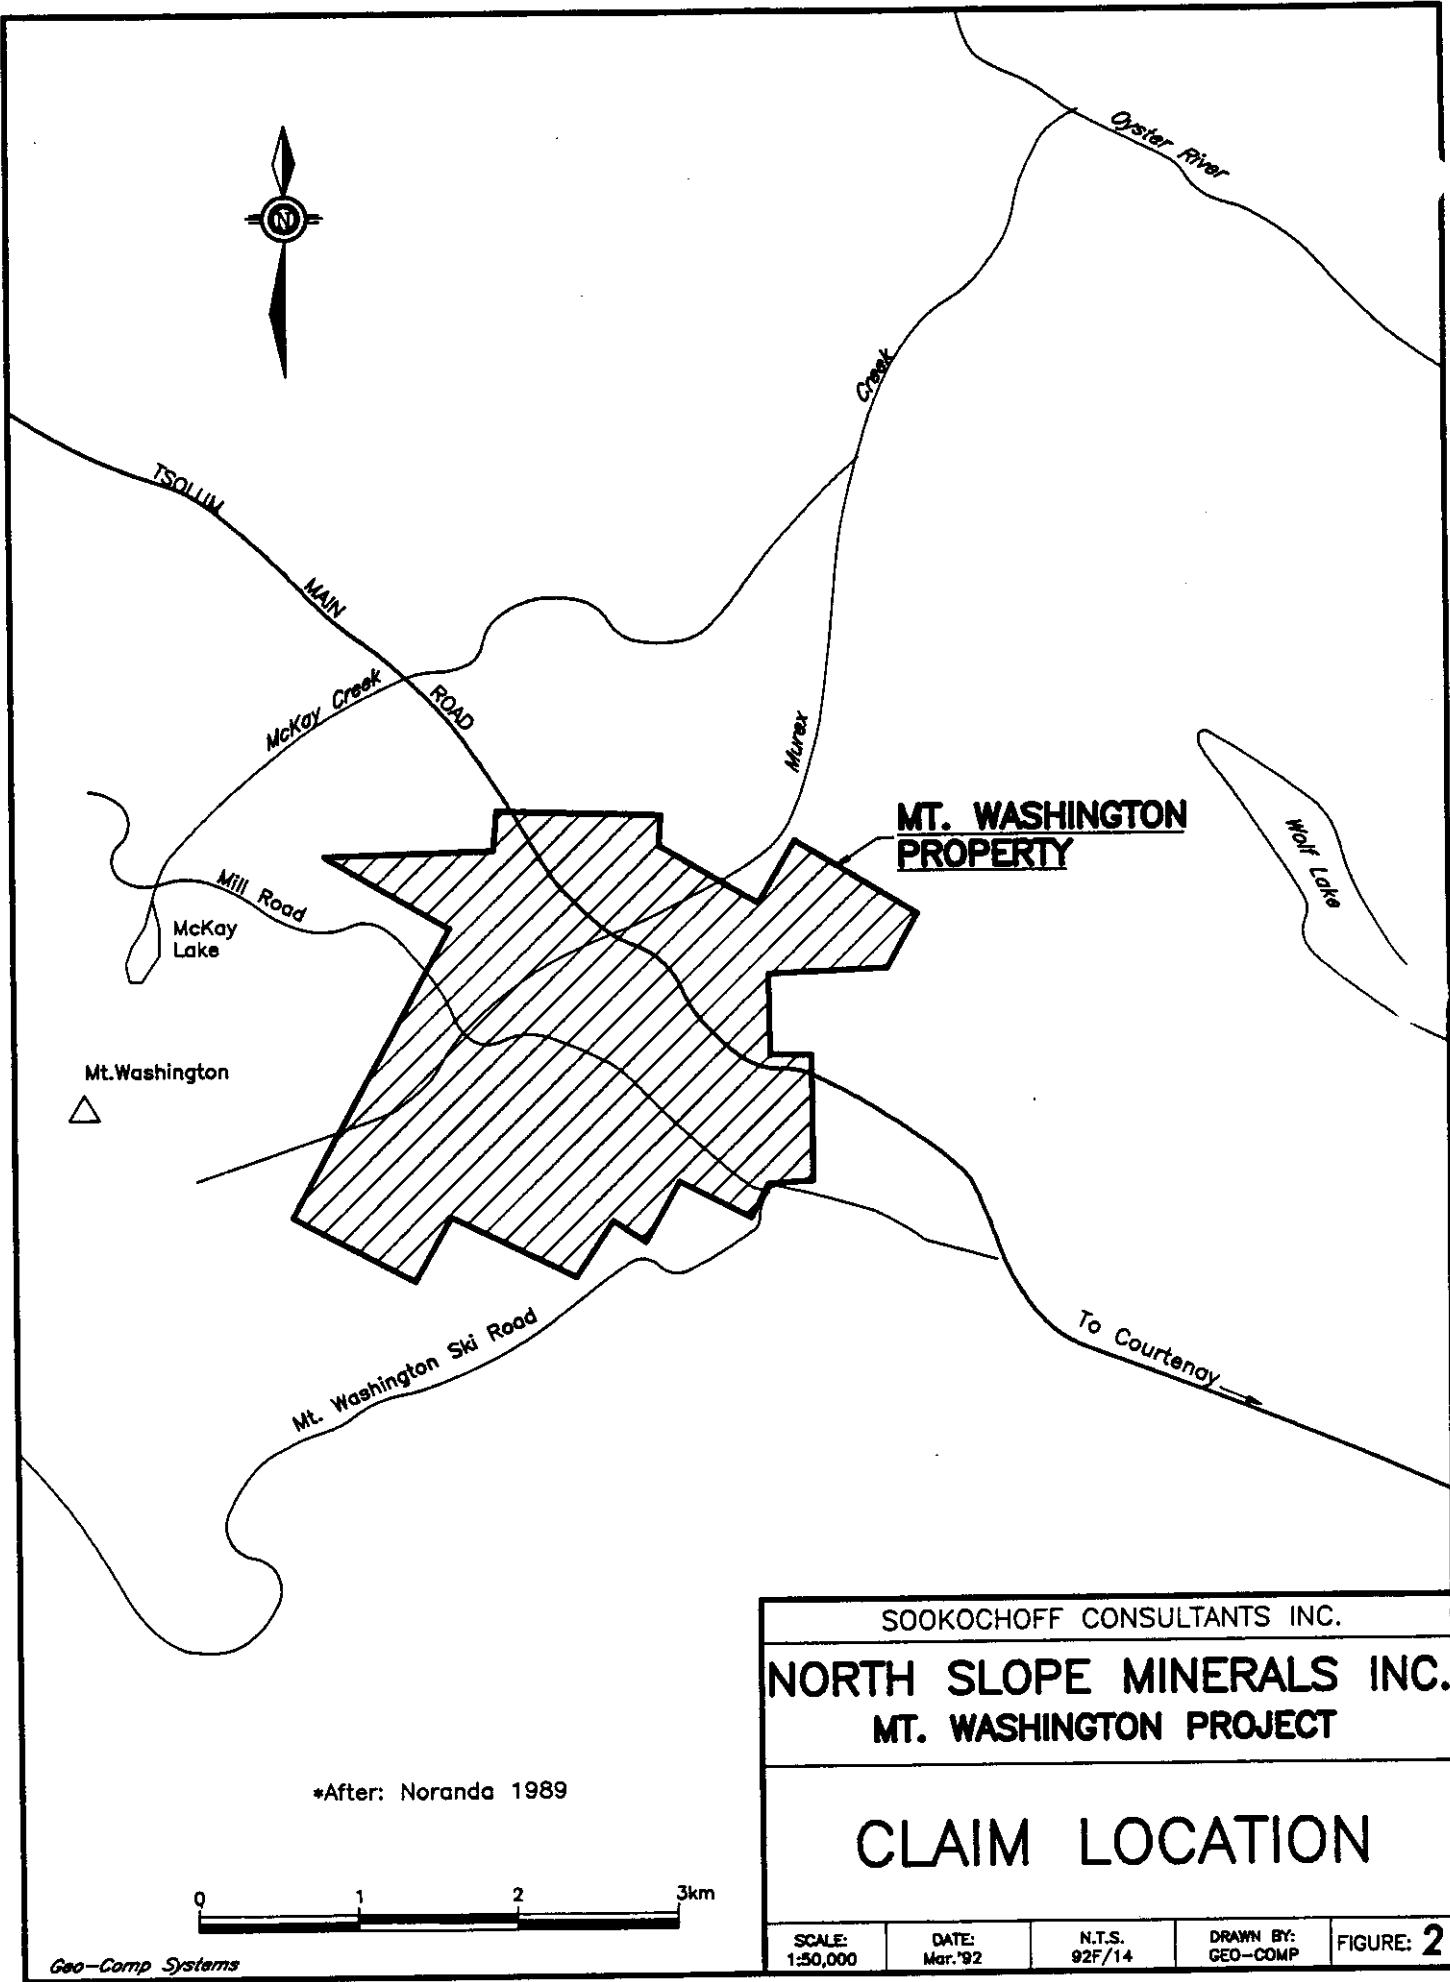 Oyster River
N
Creek
TSOLUM
MAIN
ROAD
McKay Creek
Murex
MT. WASHINGTON
PROPERTY
Wolf Lake
Mill Road
McKay
Lake
Mt.Washington
To Courtenay
Mt. Washington Ski Road
SOOKOCHOFF CONSULTANTS INC.
NORTH SLOPE MINERALS INC.
MT. WASHINGTON PROJECT
*After: Noranda 1989
CLAIM LOCATION
0 1 2 3km
SCALE:
1:50,000
DATE:
Mar.'92
N.T.S.
92F/14
DRAWN BY:
GEO-COMP
FIGURE: 2
Geo-Comp Systems